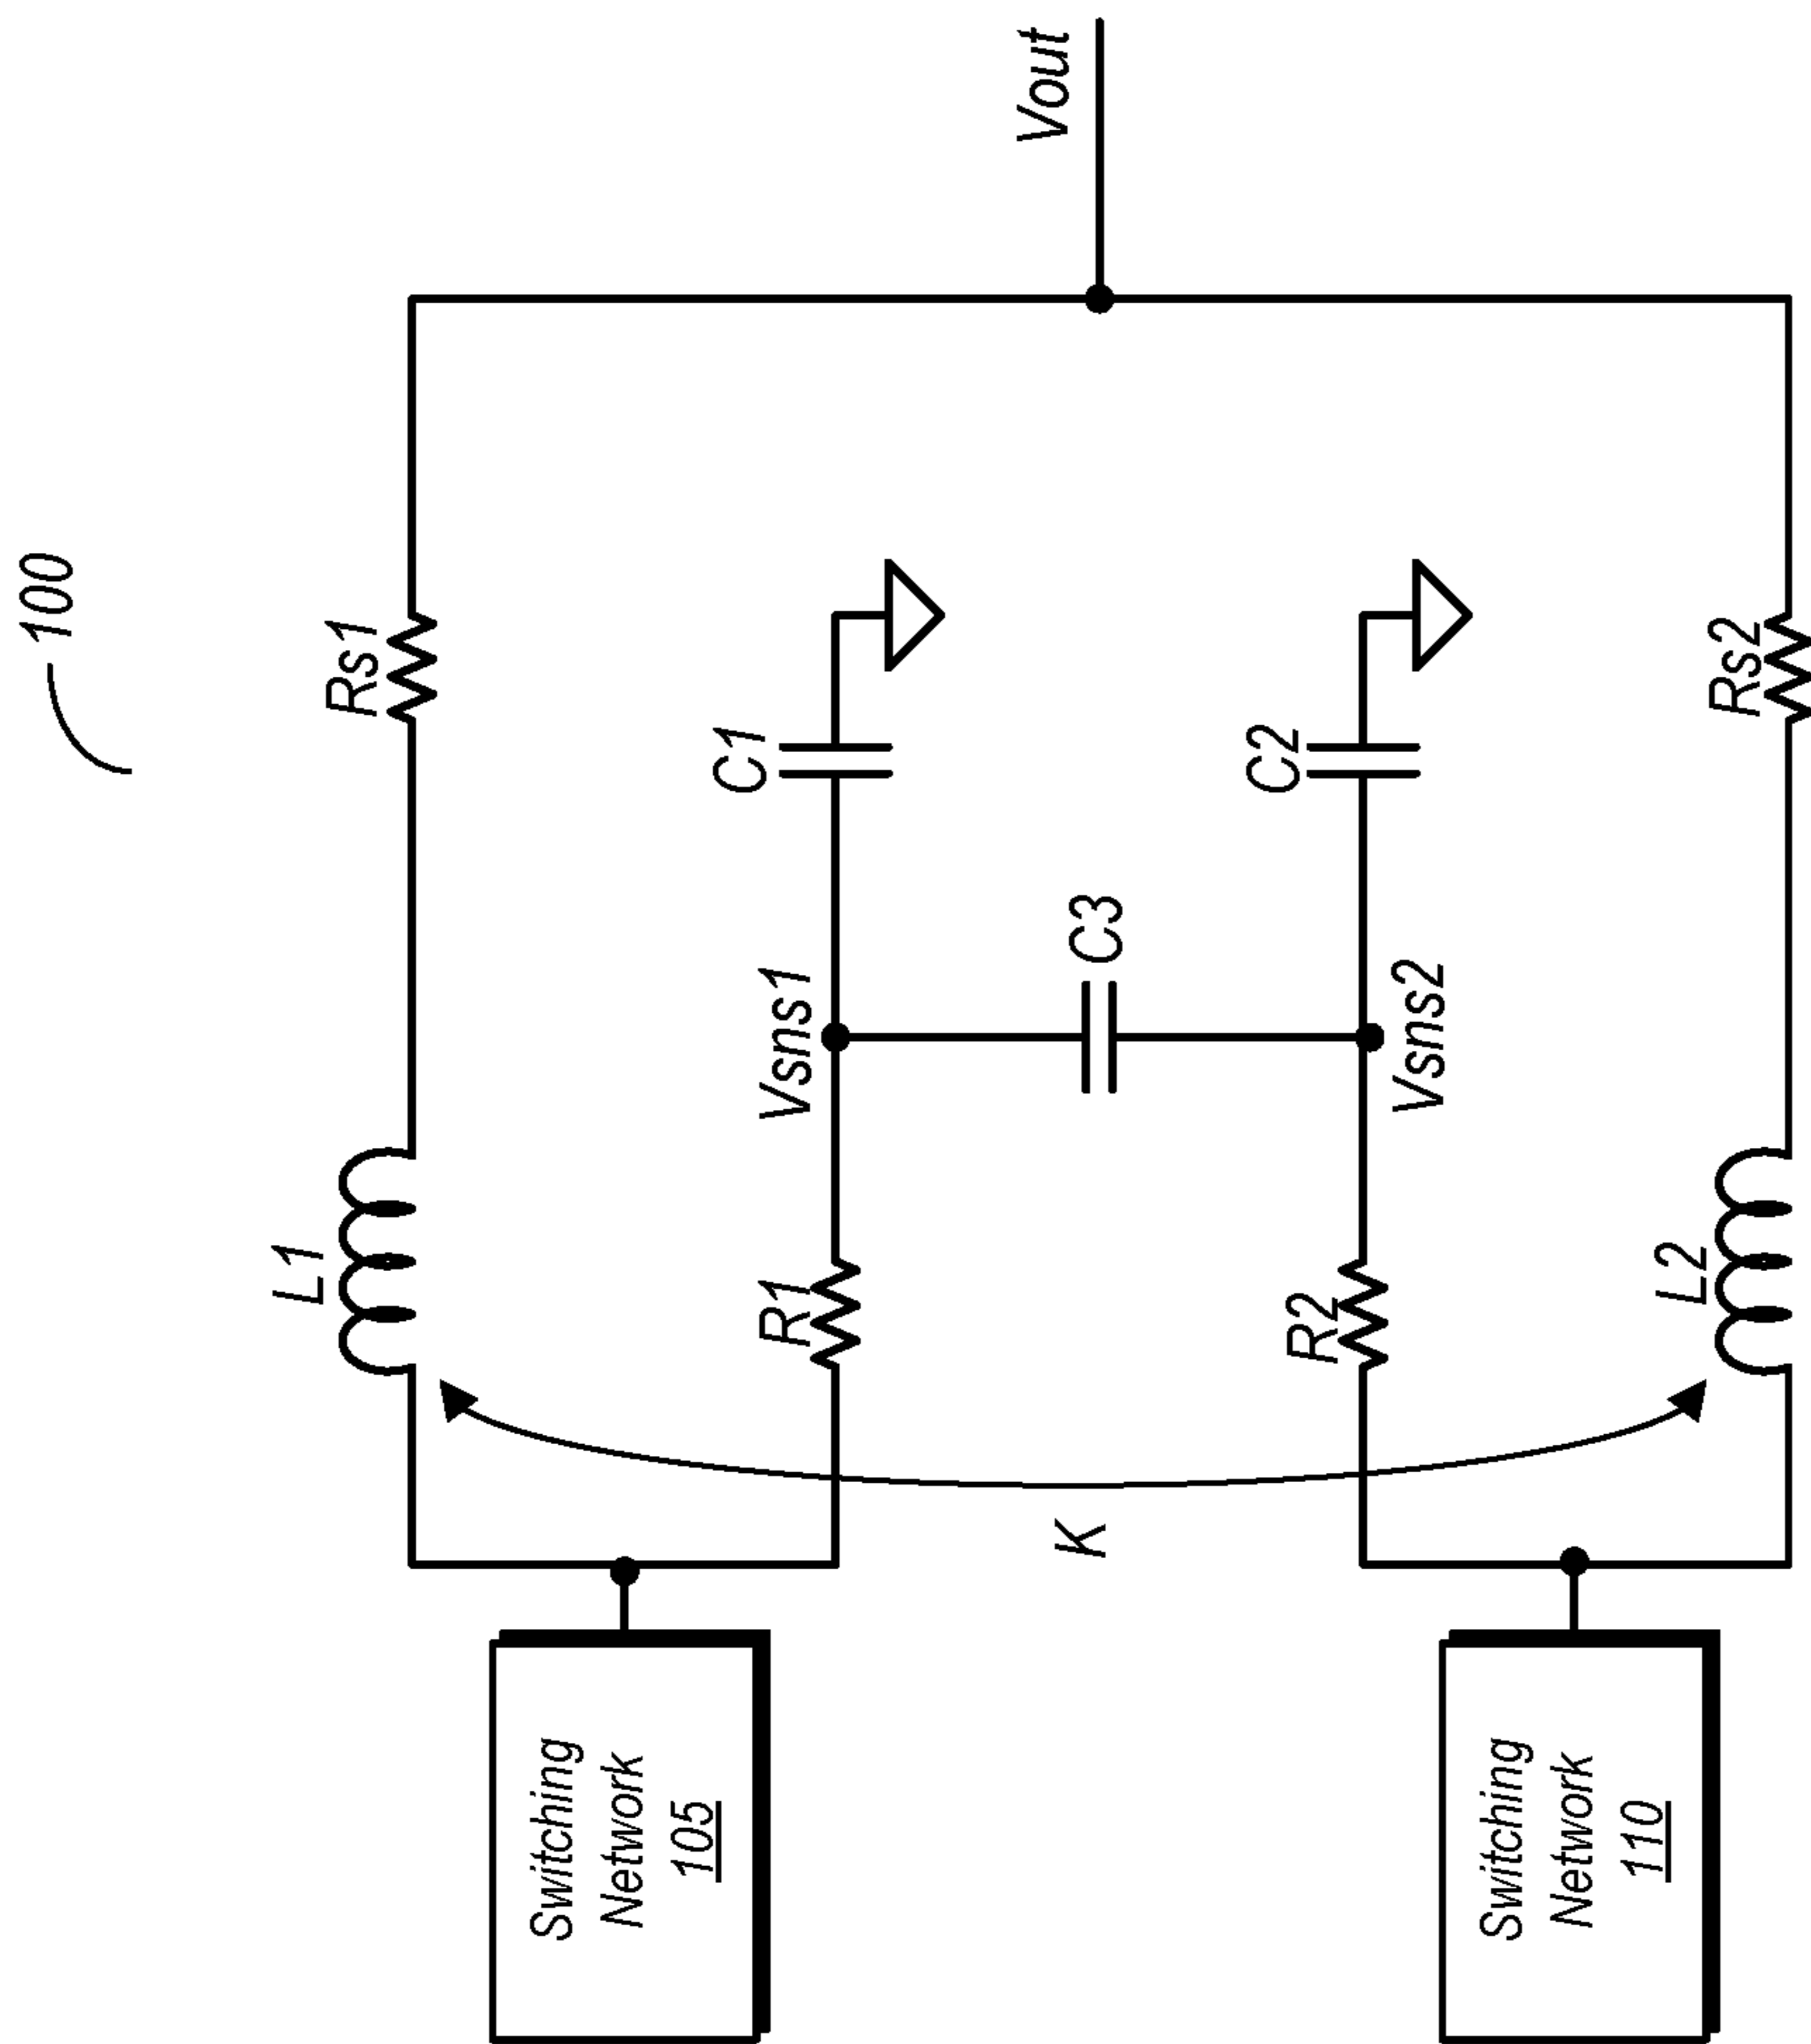 100
L1
Rs1
Switching
Network
105
R1
Vsns1
C1
K
C3
Vout
R2
Vsns2
C2
Switching
Network
110
L2
Rs2